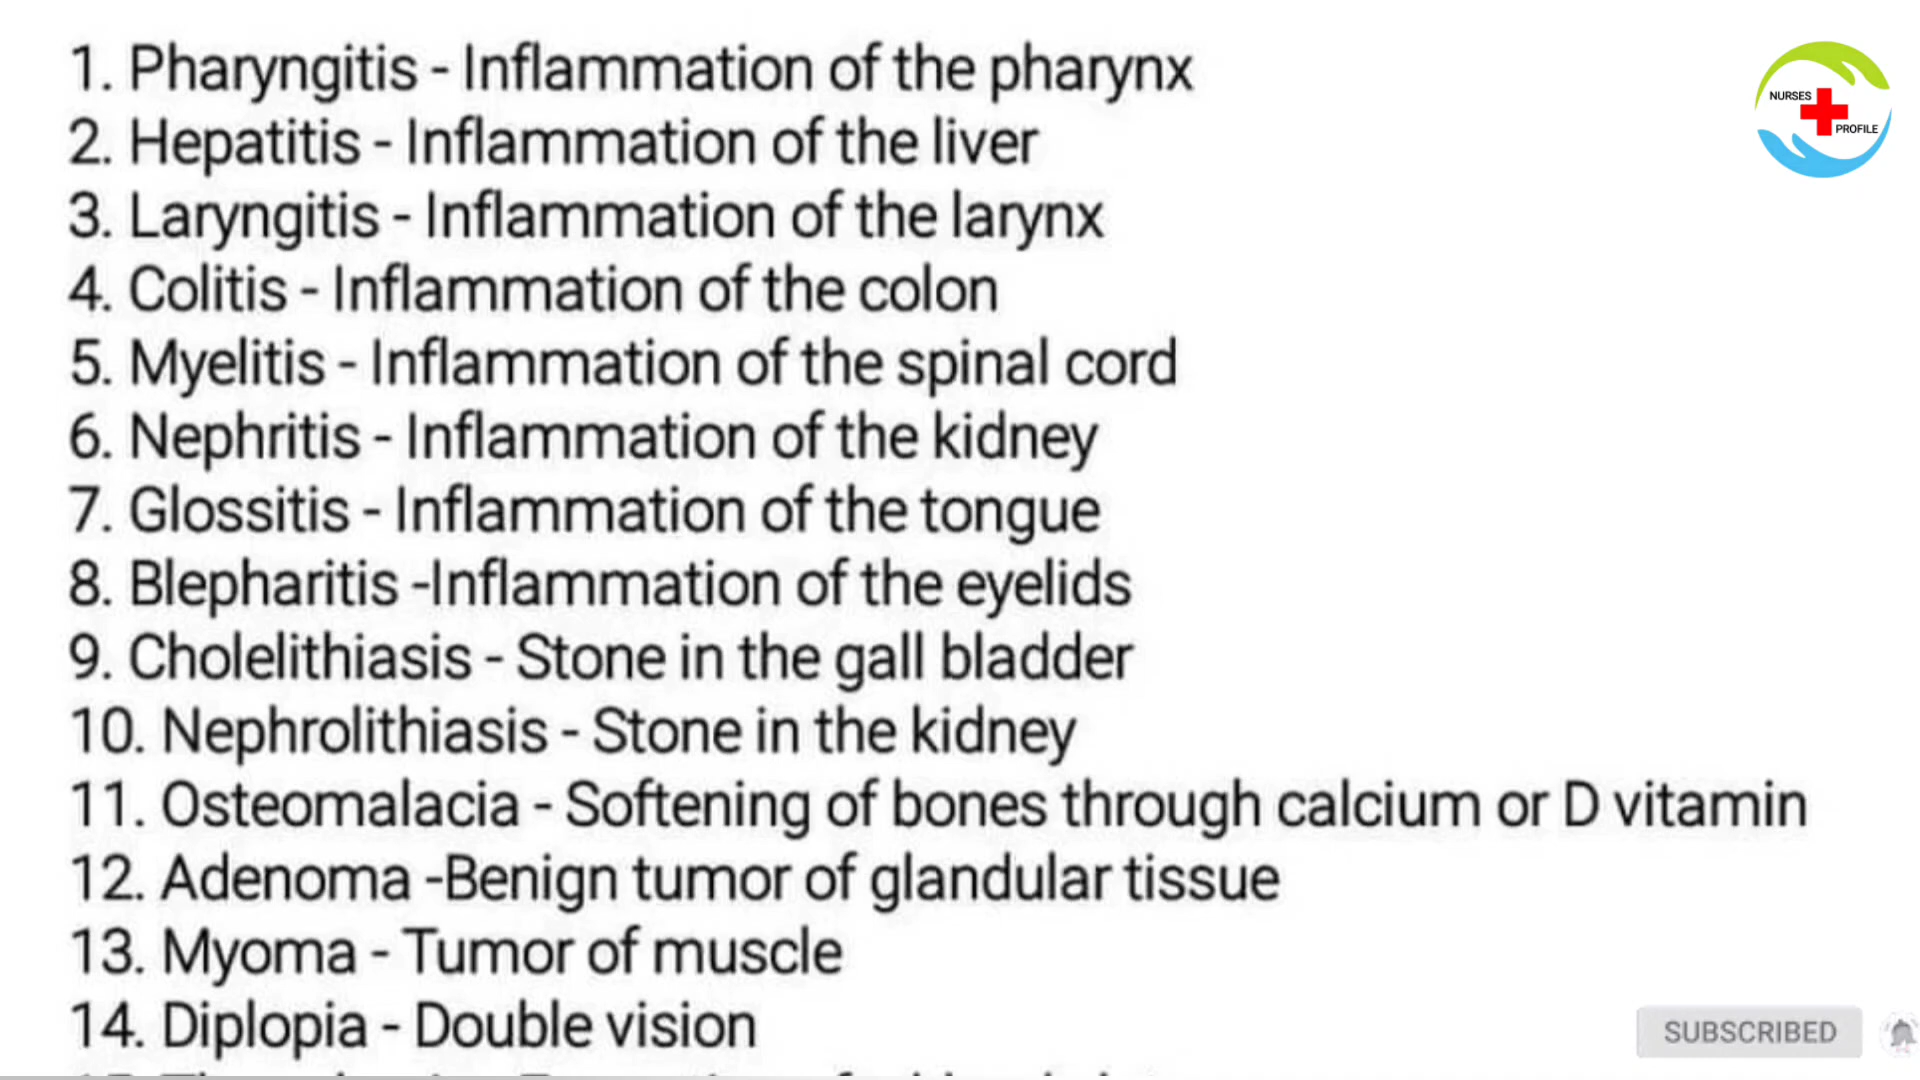 1. Pharyngitis - Inflammation of the pharynx
2. Hepatitis - Inflammation of the liver
3. Laryngitis - Inflammation of the larynx
4. Colitis - Inflammation of the colon
5. Myelitis - Inflammation of the spinal cord
6. Nephritis - Inflammation of the kidney
7. Glossitis - Inflammation of the tongue
8. Blepharitis -Inflammation of the eyelids
9. Cholelithiasis - Stone in the gall bladder
10. Nephrolithiasis - Stone in the kidney
11. Osteomalacia - Softening of bones through calcium or D vitamin
12. Adenoma -Benign tumor of glandular tissue
13. Myoma - Tumor of muscle
14. Diplopia - Double vision
NURSES
PROFILE
SUBSCRIBED